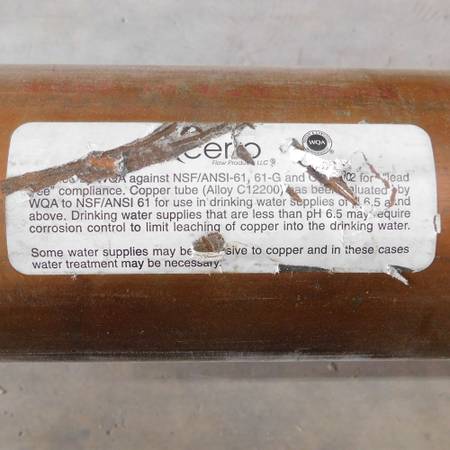 cerro
Flow Products LLC
WQA
WQA against NSF/ANSI-61, 61-G and for "lead
compliance. Copper tube (Alloy C12200) has been evaluated by
WQA to NSF/ANSI 61 for use in drinking water supplies of 6.5 and
above. Drinking water supplies that are less than pH 6.5 may require
corrosion control to limit leaching of copper into the drinking water.
Some water supplies may be to copper and in these cases
water treatment may be necessary.